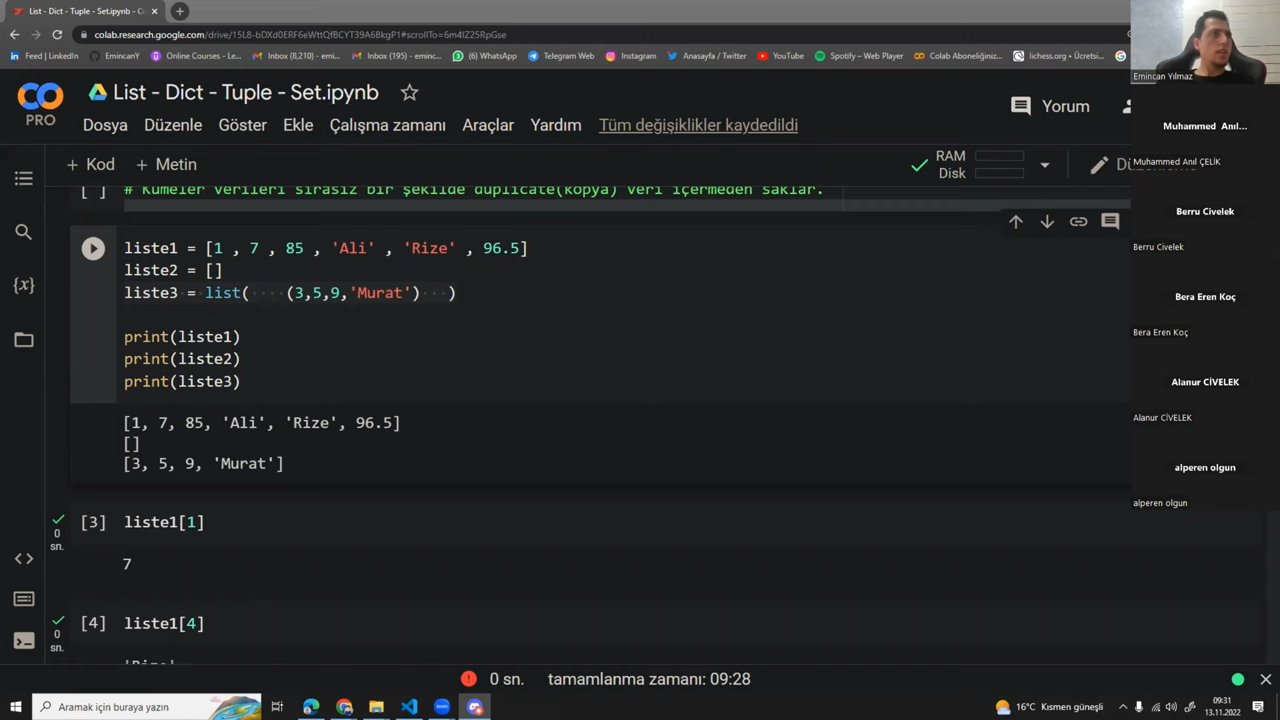 List - Dict - Tuple - Set.ipynb - C
colab.research.google.com/drive/15L8-bDXd0ERF6eWttQfBCYT39A6BkgP1#scrollTo=6m4IZ25RpGse
Feed | LinkedIn
EmincanY
Online Courses - Le...
Inbox (8,210) - emi...
Inbox (195) - eminc...
(6) WhatsApp
Telegram Web
Instagram
Anasayfa / Twitter
YouTube
Spotify – Web Player
Colab Aboneliğiniz...
lichess.org • Ücretsi...
PRO
List - Dict - Tuple - Set.ipynb
Dosya Düzenle Göster Ekle Çalışma zamanı Araçlar Yardım Tüm değişiklikler kaydedildi
Yorum
+ Kod + Metin
RAM
Disk
[ ] # Kümeler verileri sırasız bir şekilde duplicate(kopya) veri içermeden saklar.
liste1 = [1 , 7 , 85 , 'Ali' , 'Rize' , 96.5]
liste2 = []
liste3 = list( (3,5,9,'Murat') )
print(liste1)
print(liste2)
print(liste3)
[1, 7, 85, 'Ali', 'Rize', 96.5]
[]
[3, 5, 9, 'Murat']
0
sn.
[3] liste1[1]
7
0
sn.
[4] liste1[4]
'Rize'
0 sn. tamamlanma zamanı: 09:28
Emincan Yılmaz
Muhammed Anıl...
Muhammed Anıl ÇELİK
Berru Civelek
Berru Civelek
Bera Eren Koç
Bera Eren Koç
Alanur CİVELEK
Alanur CİVELEK
alperen olgun
alperen olgun
Aramak için buraya yazın
16°C Kısmen güneşli
09:31
13.11.2022